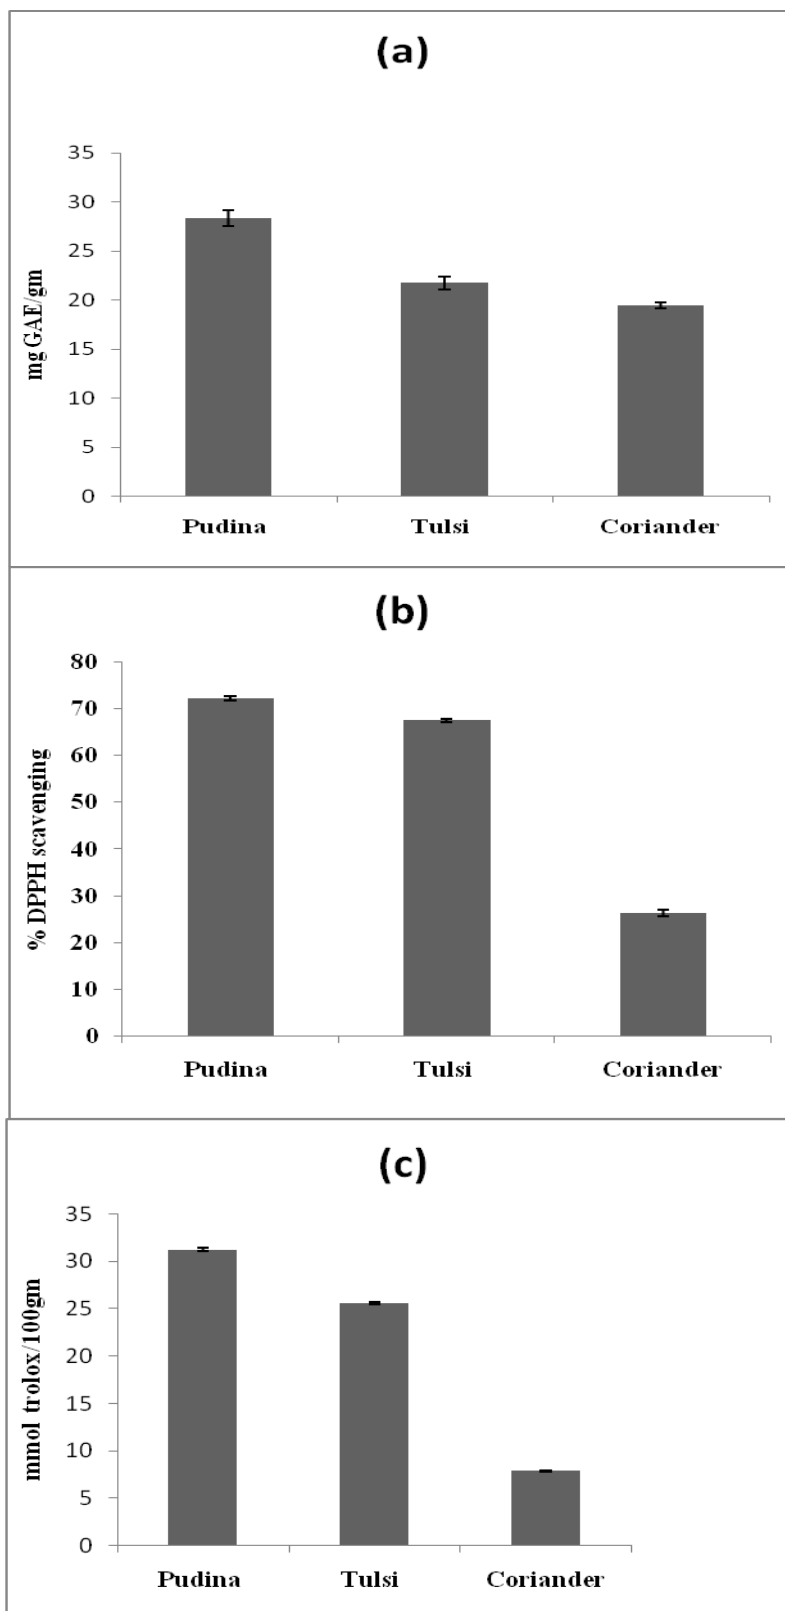 (a)
35
30
25
20
15
10
5
0
mg GAE/gm
Pudina Tulsi Coriander
(b)
80
70
60
50
40
30
20
10
0
% DPPH scavenging
Pudina Tulsi Coriander
(c)
35
30
25
20
15
10
5
0
mmol trolox/100gm
Pudina Tulsi Coriander